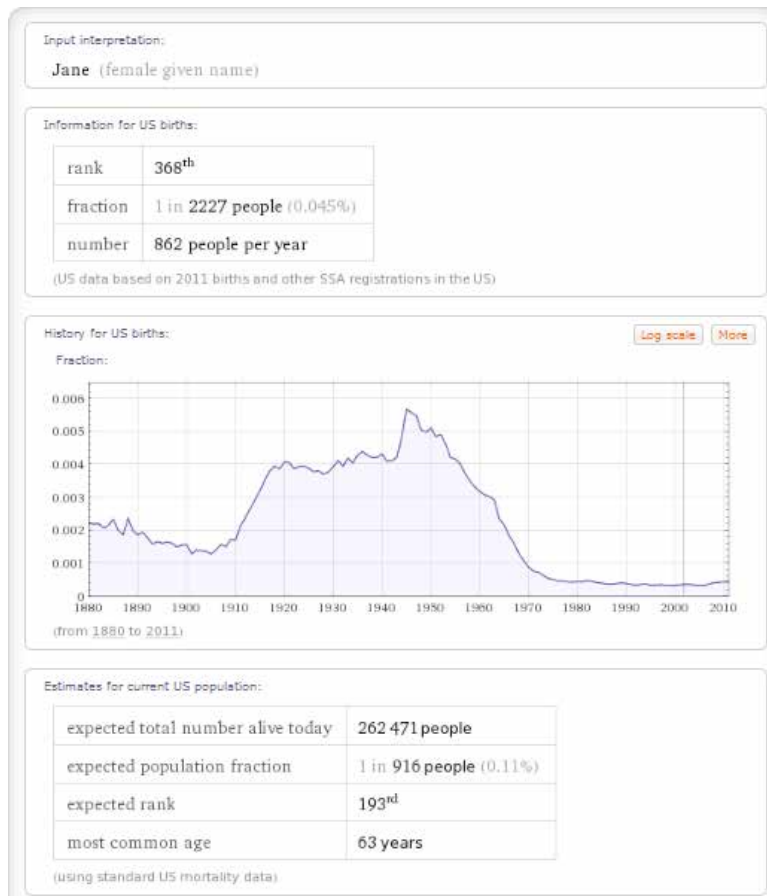 Input interpretation:
Jane (female given name)
Information for US births:
rank 368th
fraction 1 in 2227 people (0.045%)
number 862 people per year
(US data based on 2011 births and other SSA registrations in the US)
History for US births:
Log scale More
Fraction:
0.006
0.005
0.004
0.003
0.002
0.001
0
1880 1890 1900 1910 1920 1930 1940 1950 1960 1970 1980 1990 2000 2010
(from 1880 to 2011)
Estimates for current US population:
expected total number alive today 262 471 people
expected population fraction 1 in 916 people (0.11%)
expected rank 193rd
most common age 63 years
(using standard US mortality data)